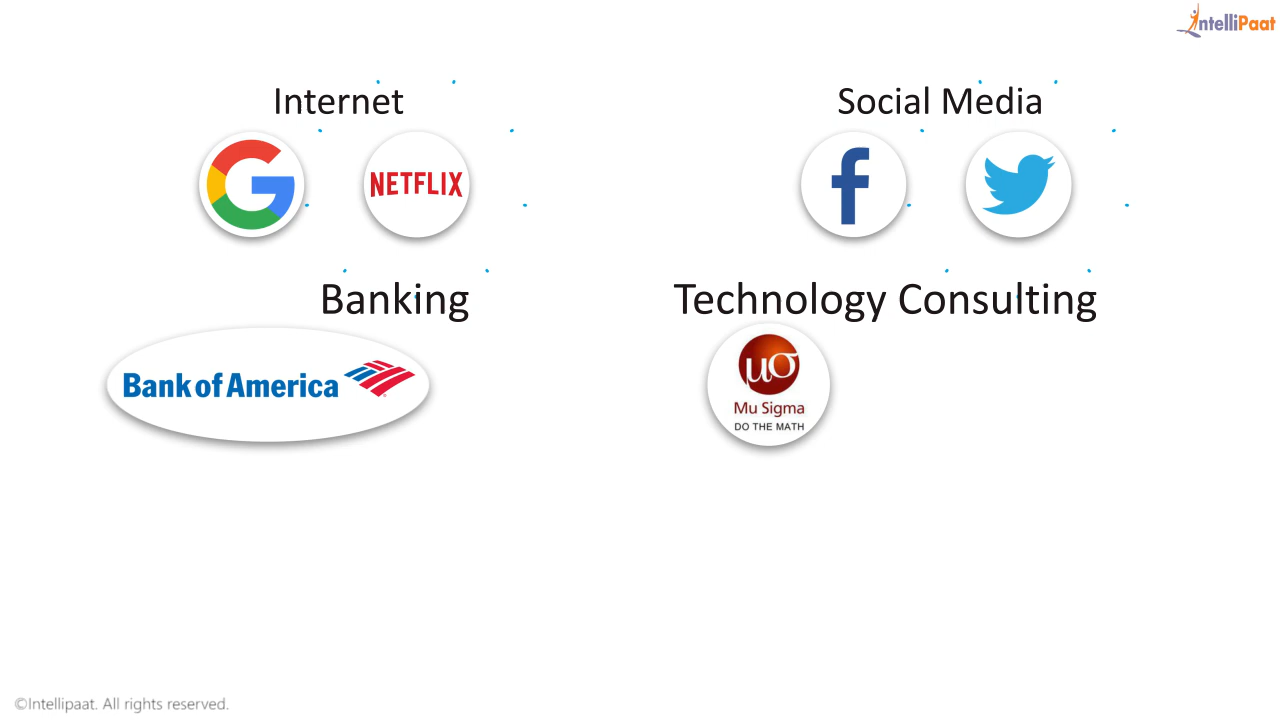 IntelliPaat
Internet
Social Media
NETFLIX
Banking
Technology Consulting
Bank of America
μσ
Mu Sigma
DO THE MATH
©Intellipaat. All rights reserved.